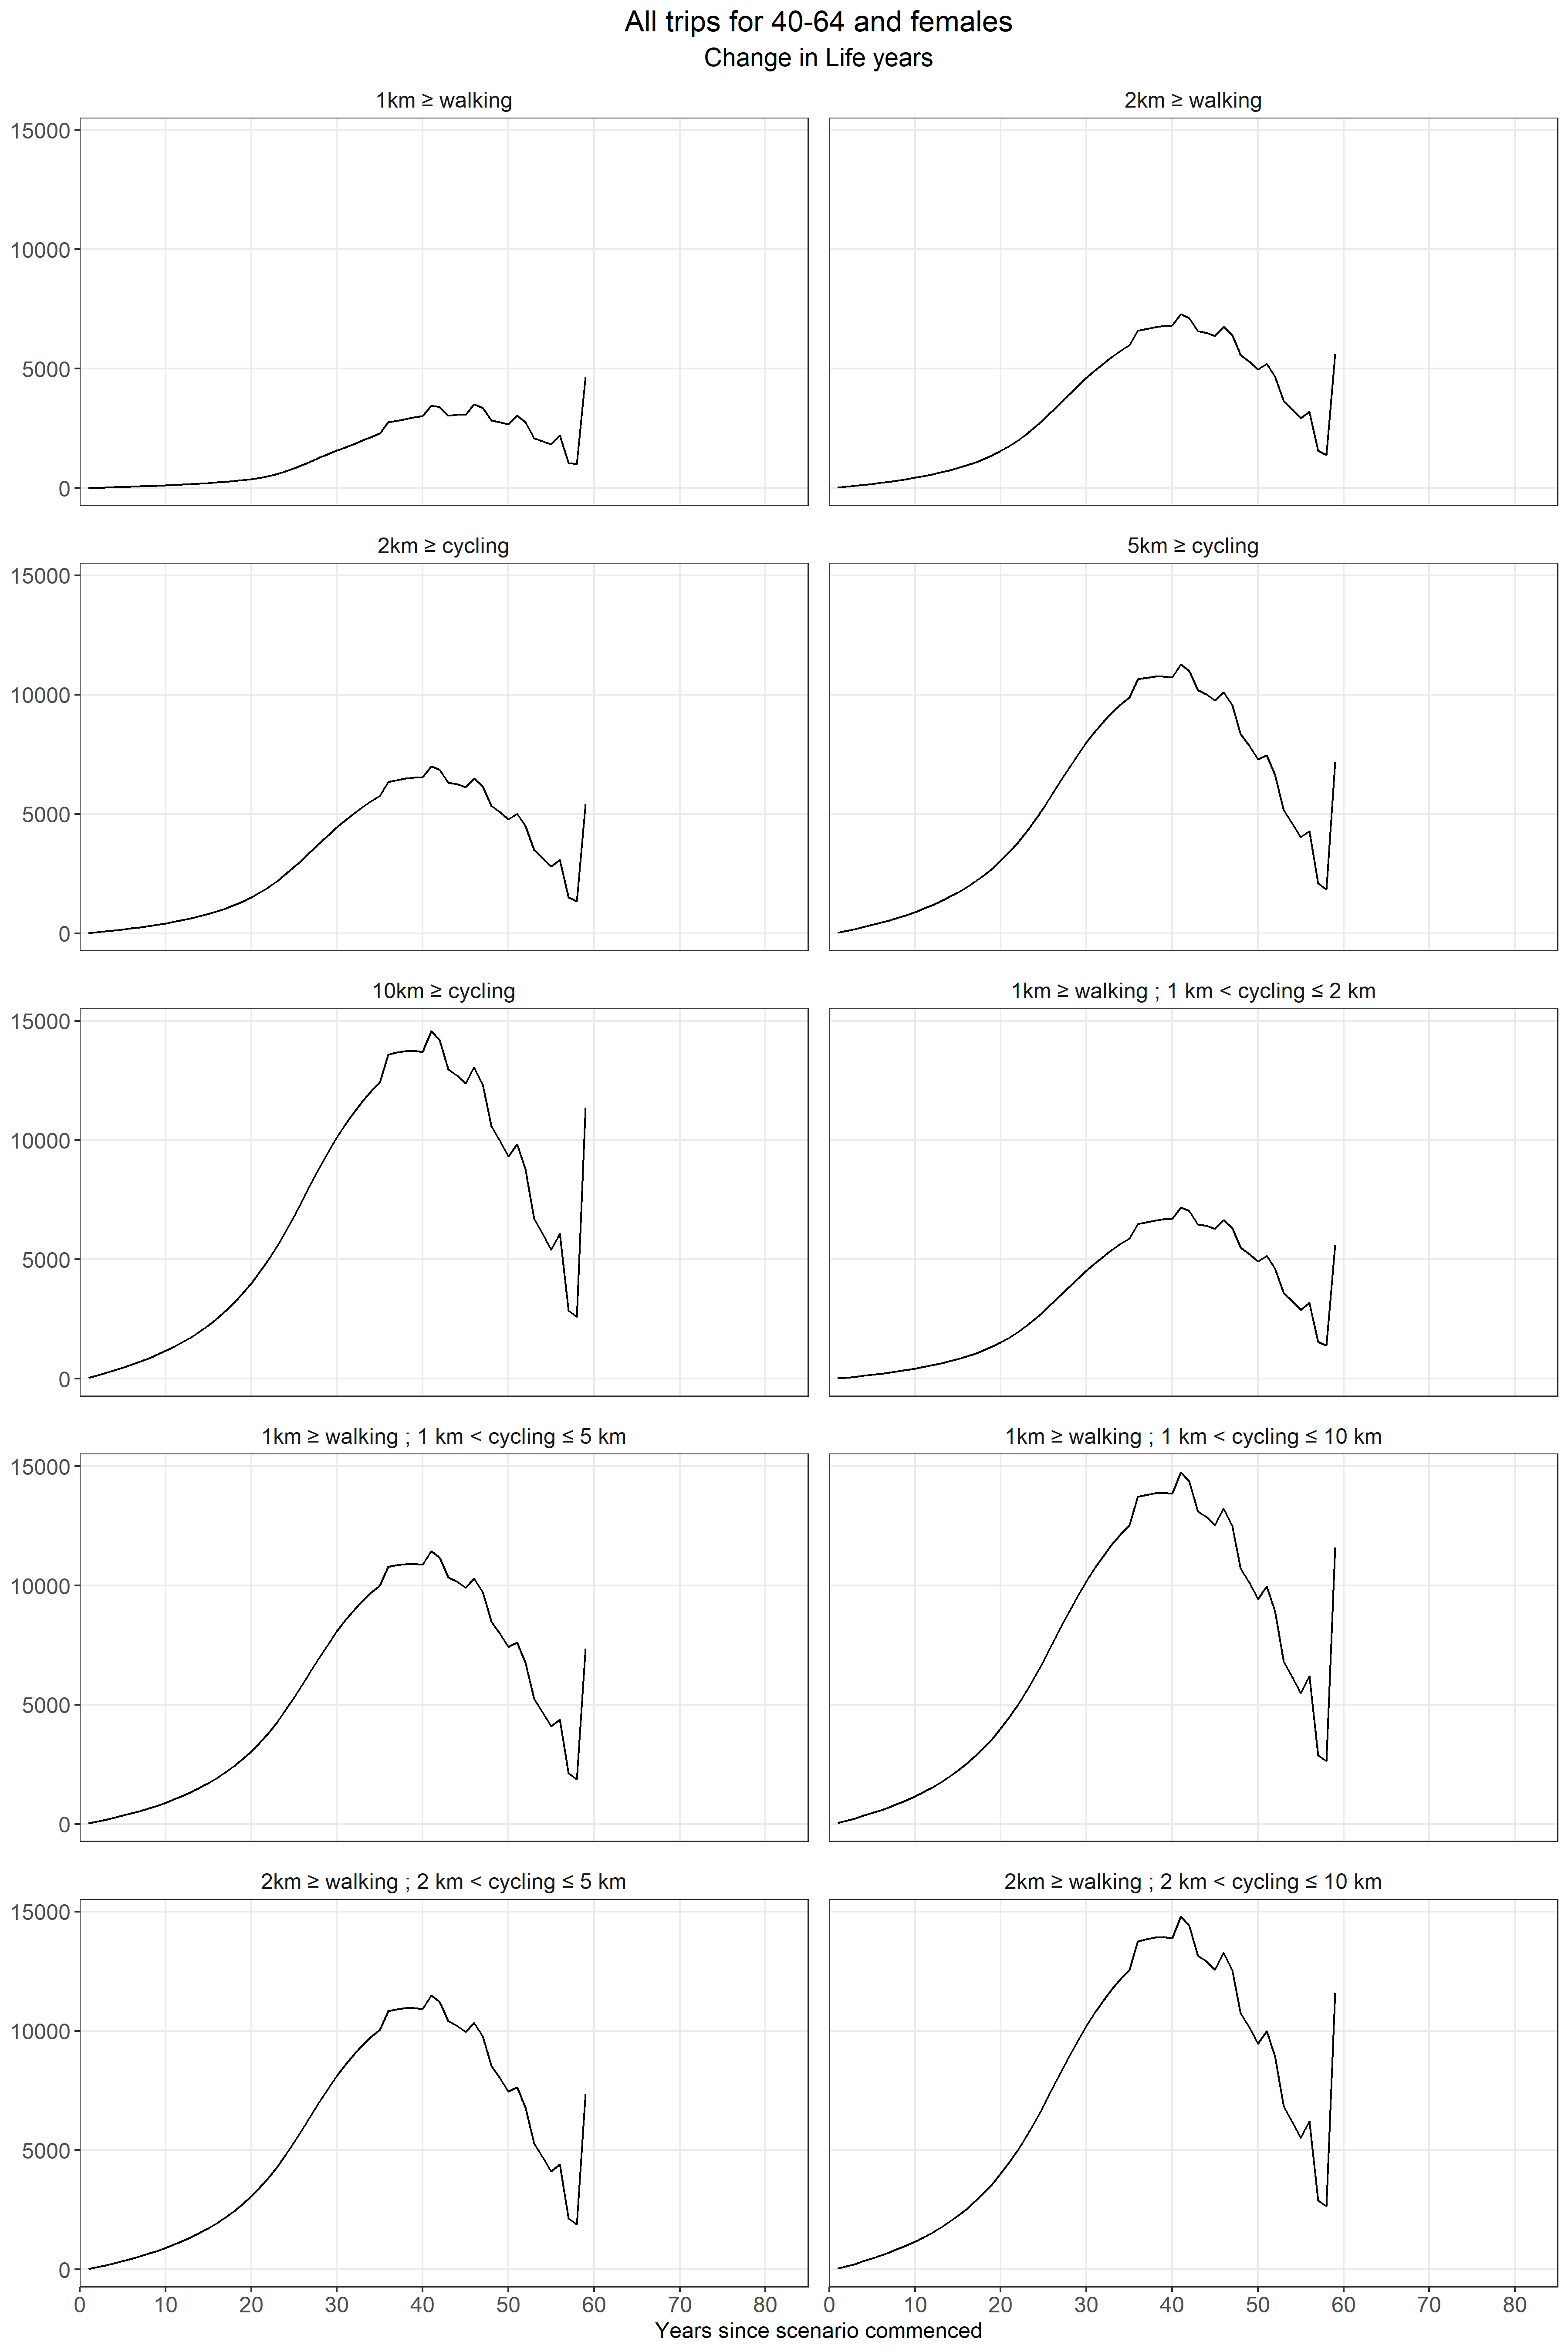 All trips for 40-64 and females
Change in Life years
1km ≥ walking
2km ≥ walking
15000
10000
5000
0
2km ≥ cycling
5km ≥ cycling
15000
10000
5000
0
10km ≥ cycling
1km ≥ walking ; 1 km < cycling ≤ 2 km
15000
10000
5000
0
1km ≥ walking ; 1 km < cycling ≤ 5 km
1km ≥ walking ; 1 km < cycling ≤ 10 km
15000
10000
5000
0
2km ≥ walking ; 2 km < cycling ≤ 5 km
2km ≥ walking ; 2 km < cycling ≤ 10 km
15000
10000
5000
0
0 10 20 30 40 50 60 70 80
0 10 20 30 40 50 60 70 80
Years since scenario commenced